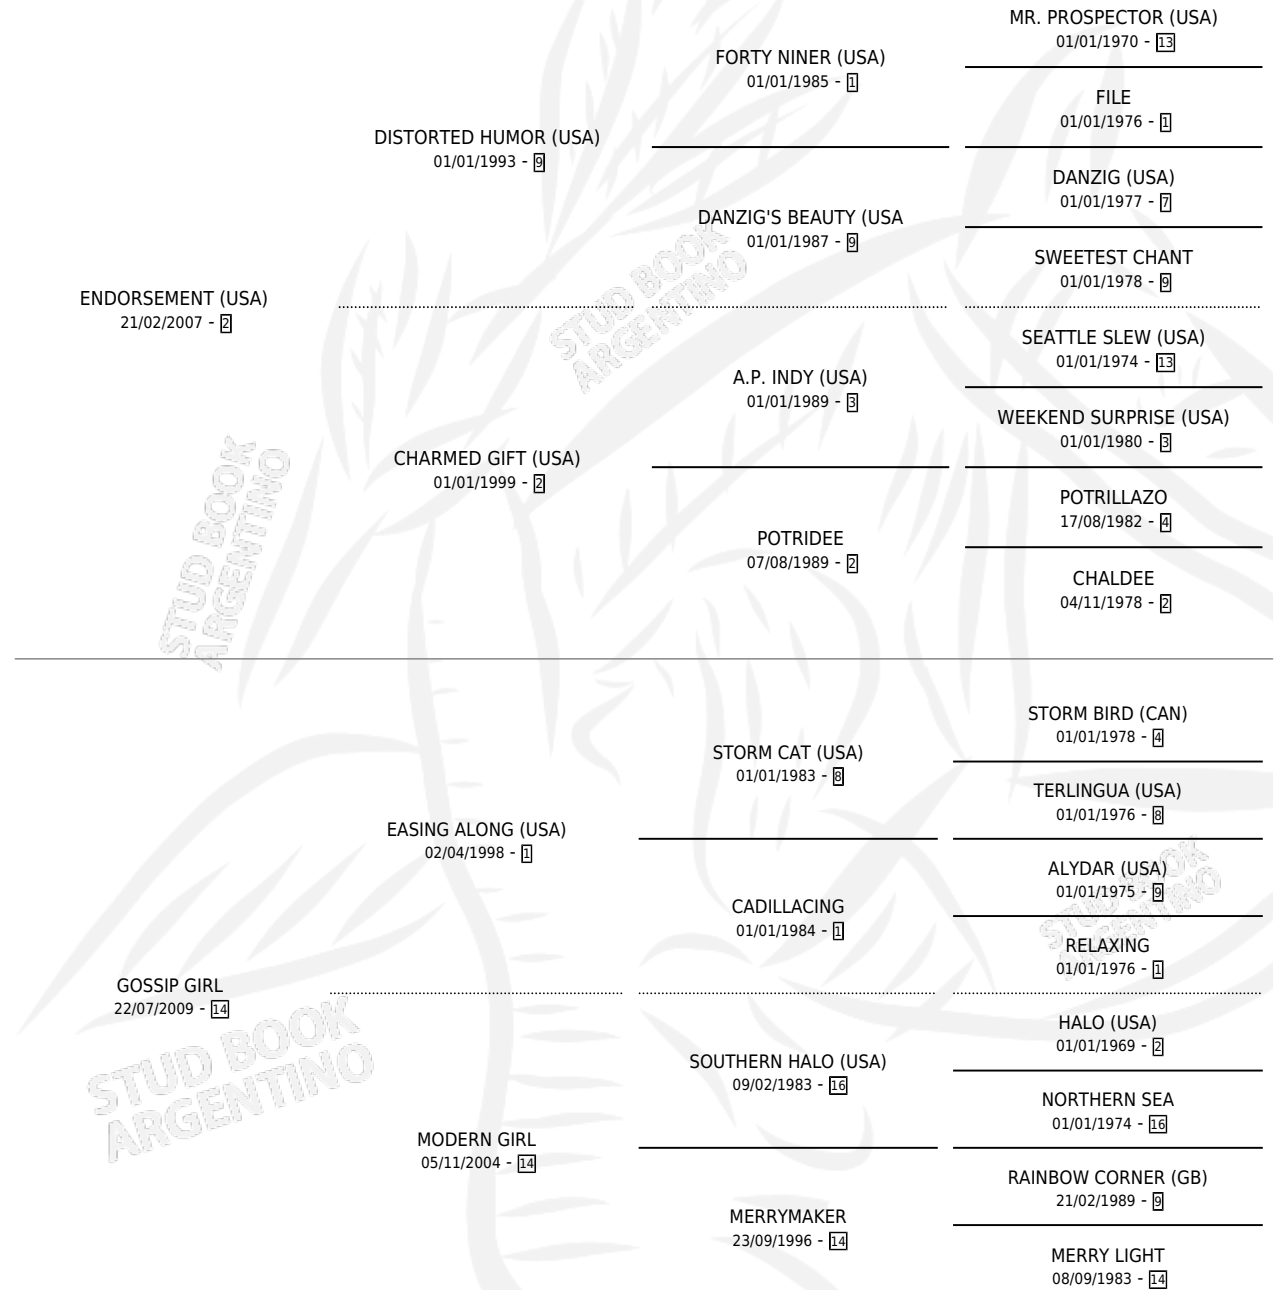 MR. PROSPECTOR (USA)
01/01/1970 - 13
FORTY NINER (USA)
01/01/1985 - 1
FILE
01/01/1976 - 1
DISTORTED HUMOR (USA)
01/01/1993 - 9
DANZIG (USA)
01/01/1977 - 7
DANZIG'S BEAUTY (USA
01/01/1987 - 9
SWEETEST CHANT
01/01/1978 - 9
ENDORSEMENT (USA)
21/02/2007 - 2
STUD BOOK
ARGENTINO
SEATTLE SLEW (USA)
01/01/1974 - 13
A.P. INDY (USA)
01/01/1989 - 3
WEEKEND SURPRISE (USA)
01/01/1980 - 3
CHARMED GIFT (USA)
01/01/1999 - 2
POTRILLAZO
17/08/1982 - 4
POTRIDEE
07/08/1989 - 2
CHALDEE
04/11/1978 - 2
STUD BOOK
ARGENTINO
STORM BIRD (CAN)
01/01/1978 - 4
STORM CAT (USA)
01/01/1983 - 8
TERLINGUA (USA)
01/01/1976 - 8
EASING ALONG (USA)
02/04/1998 - 1
ALYDAR (USA)
01/01/1975 - 9
CADILLACING
01/01/1984 - 1
RELAXING
01/01/1976 - 1
STUD BOOK
ARGENTINO
GOSSIP GIRL
22/07/2009 - 14
HALO (USA)
01/01/1969 - 2
SOUTHERN HALO (USA)
09/02/1983 - 16
NORTHERN SEA
01/01/1974 - 16
STUD BOOK
ARGENTINO
MODERN GIRL
05/11/2004 - 14
RAINBOW CORNER (GB)
21/02/1989 - 9
MERRYMAKER
23/09/1996 - 14
MERRY LIGHT
08/09/1983 - 14